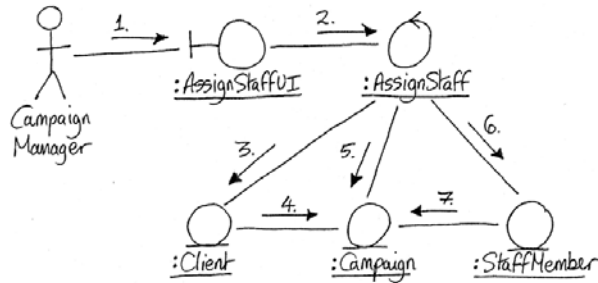 1.
2.
:AssignStaffUI
:AssignStaff
Campaign
Manager
3.
5.
6.
4.
7.
:Client
:Campaign
:StaffMember